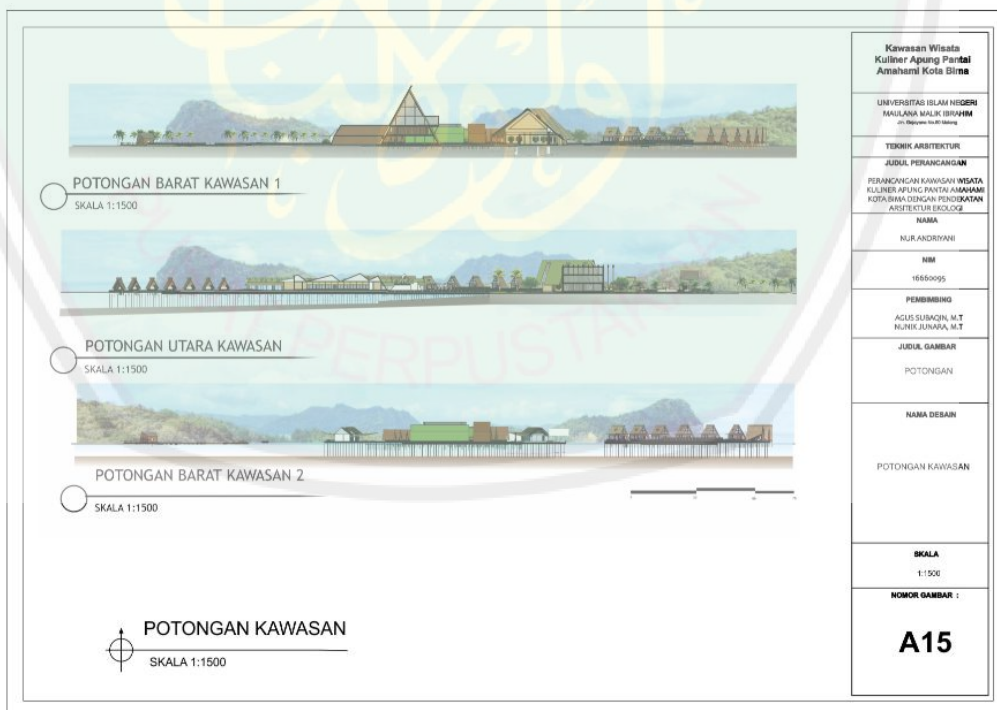 POTONGAN BARAT KAWASAN 1
SKALA 1:1500
POTONGAN UTARA KAWASAN
SKALA 1:1500
POTONGAN BARAT KAWASAN 2
SKALA 1:1500
POTONGAN KAWASAN
SKALA 1:1500
PERPUSTAKAAN
Kawasan Wisata
Kuliner Apung Pantai
Amahami Kota Bima
UNIVERSITAS ISLAM NEGERI
MAULANA MALIK IBRAHIM
TEKNIK ARSITEKTUR
JUDUL PERANCANGAN
PERANCANGAN KAWASAN WISATA
KULINER APUNG PANTAI AMAHAMI
KOTA BIMA DENGAN PENDEKATAN
ARSITEKTUR EKOLOGI
NAMA
NUR ANDRIYANI
NIM
16660095
PEMBIMBING
AGUS SUBAQIN, M.T
NUNIK JUNARA, M.T
JUDUL GAMBAR
POTONGAN
NAMA DESAIN
POTONGAN KAWASAN
SKALA
1:1500
NOMOR GAMBAR :
A15